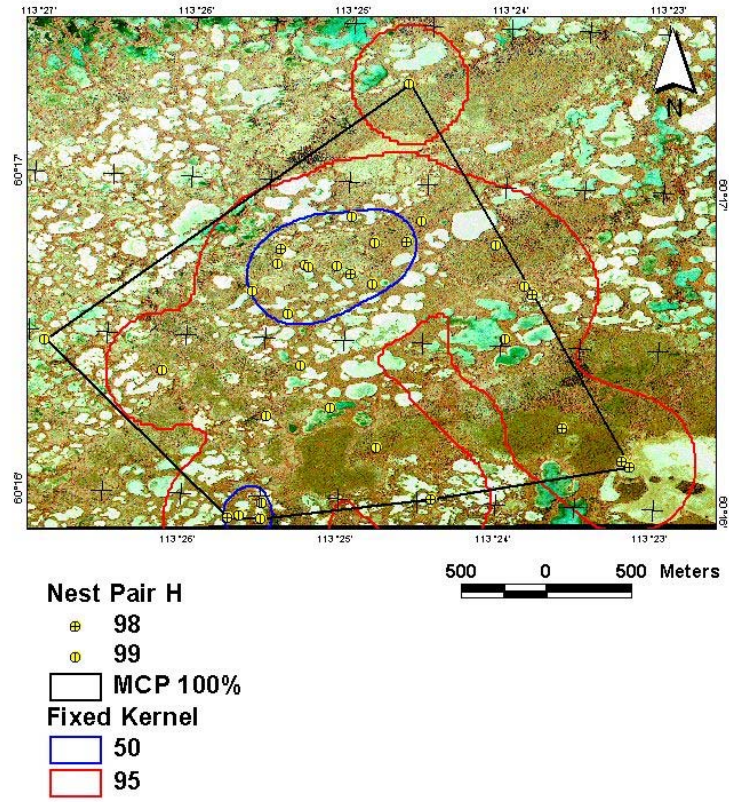 113 °27' 113 °26' 113 °25' 113 °24' 113 °23'
N
60°17' 60°17'
60°16' 60°16'
113 °26' 113 °25' 113 °24' 113 °23'
500 0 500 Meters
Nest Pair H
98
99
MCP 100%
Fixed Kernel
50
95